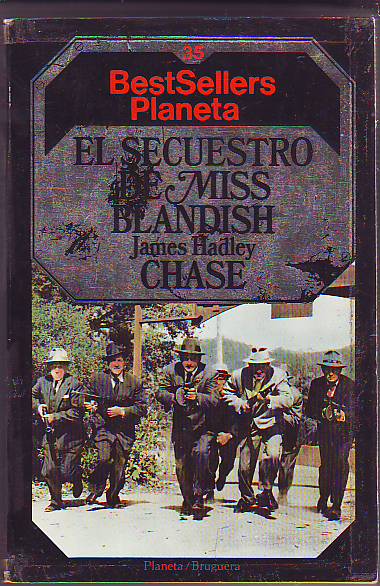 35
BestSellers
Planeta
EL SECUESTRO
DE MISS
BLANDISH
James Hadley
CHASE
Planeta/Bruguera